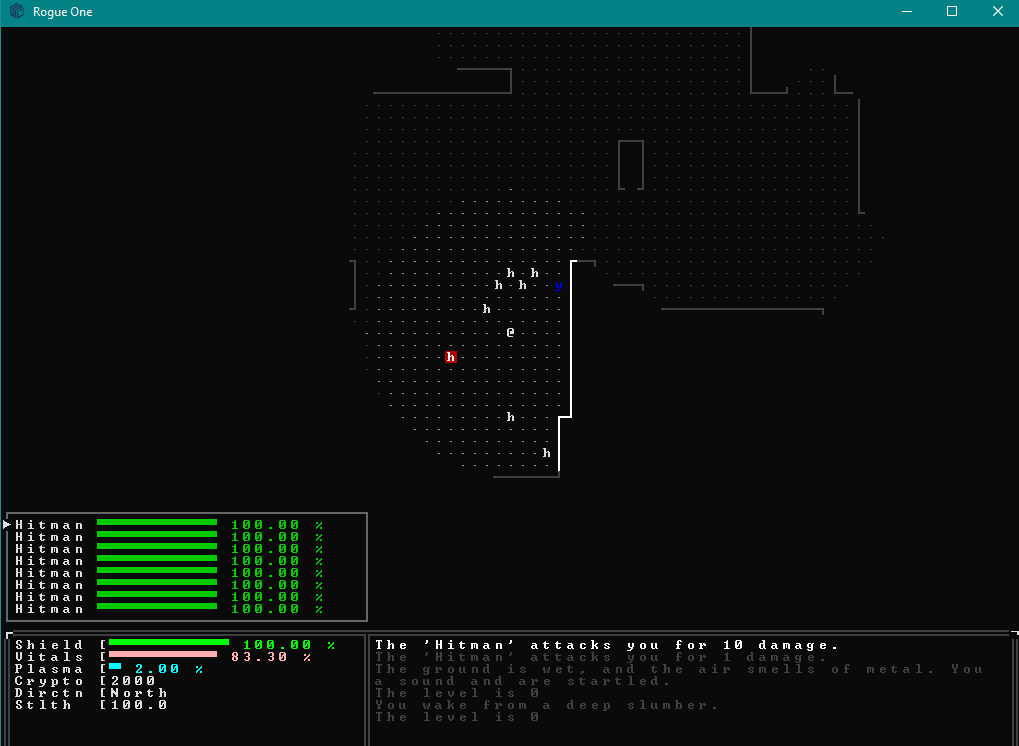 Rogue One
h h
h h y
h
@
h
h
h
Hitman 100.00 %
Hitman 100.00 %
Hitman 100.00 %
Hitman 100.00 %
Hitman 100.00 %
Hitman 100.00 %
Hitman 100.00 %
Hitman 100.00 %
Shield [ 100.00 %
Vitals [ 83.30 %
Plasma [ 2.00 %
Crypto [2000
Dirctn [North
Stlth [100.0
The 'Hitman' attacks you for 10 damage.
The 'Hitman' attacks you for 1 damage.
The ground is wet, and the air smells of metal. You
a sound and are startled.
The level is 0
You wake from a deep slumber.
The level is 0